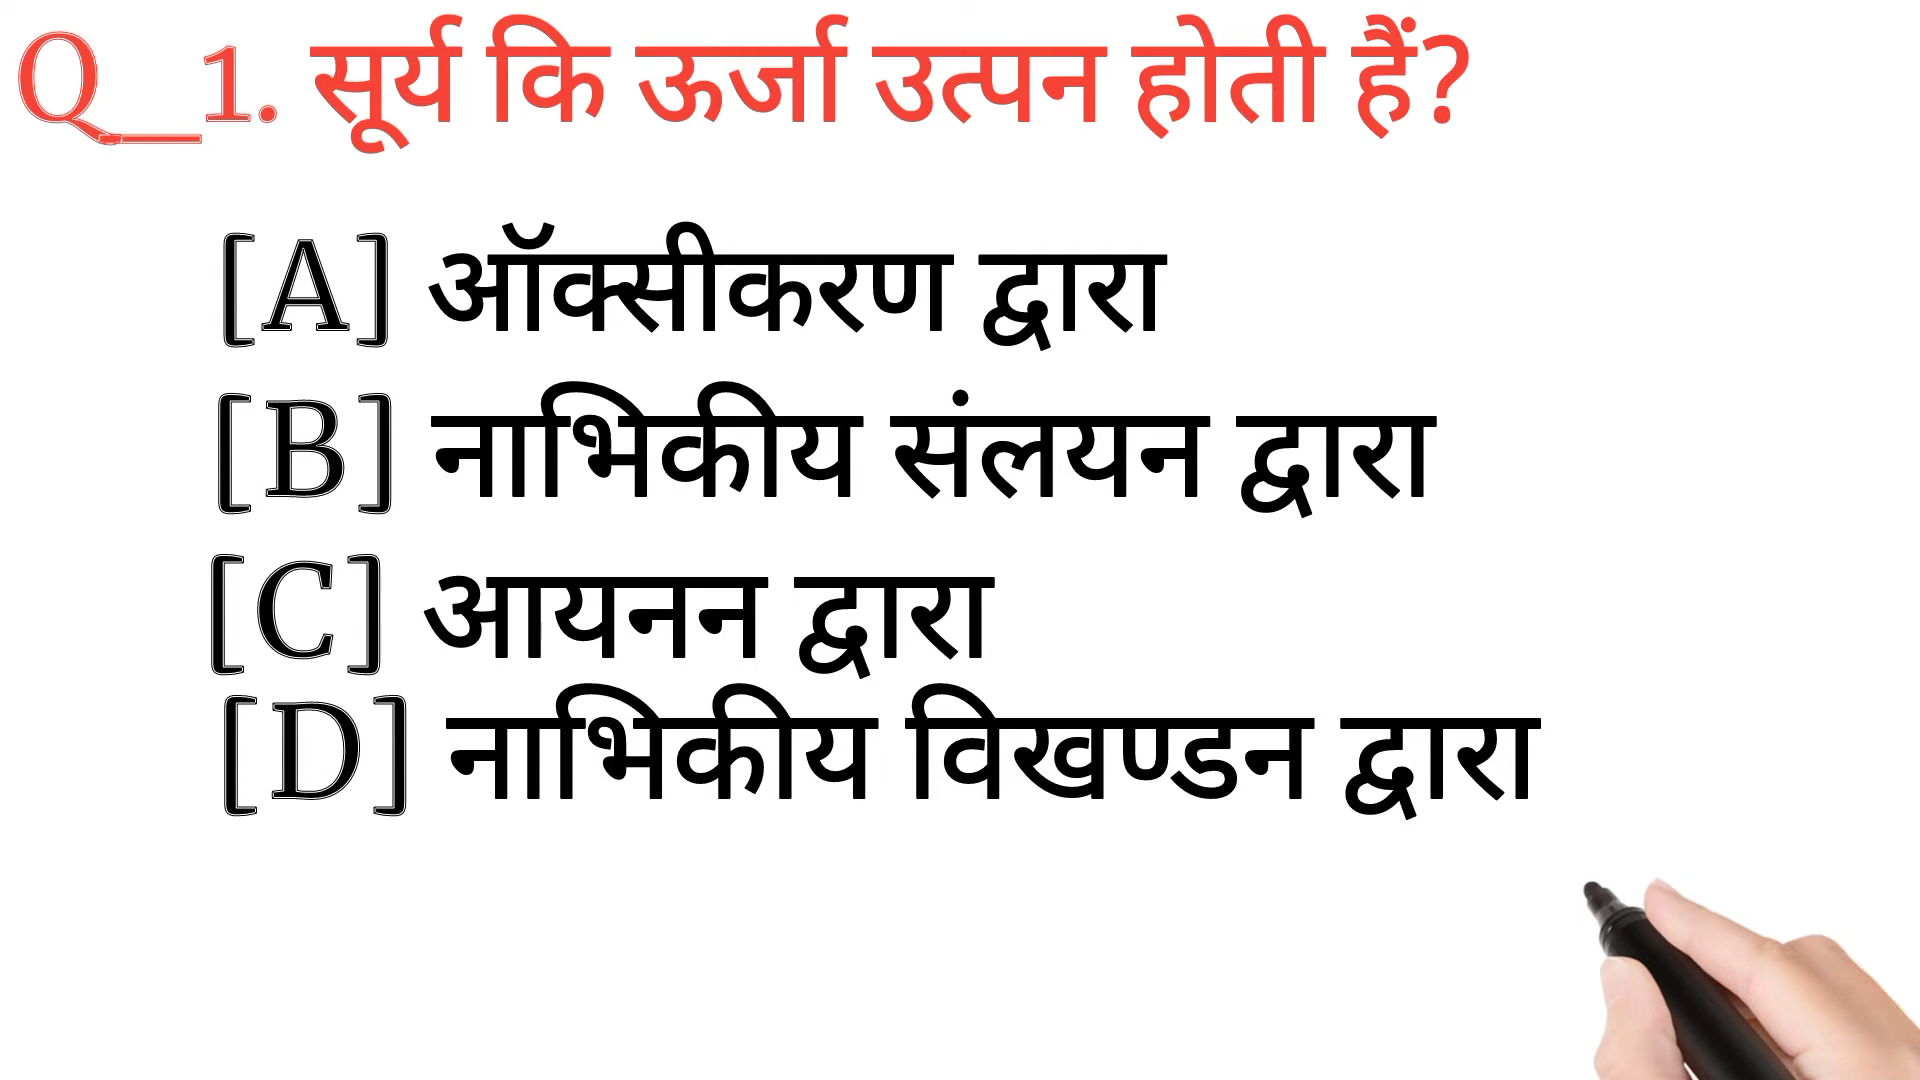 Q__1. सूर्य कि ऊर्जा उत्पन होती हैं?
[A] ऑक्सीकरण द्वारा
[B] नाभिकीय संलयन द्वारा
[C] आयनन द्वारा
[D] नाभिकीय विखण्डन द्वारा